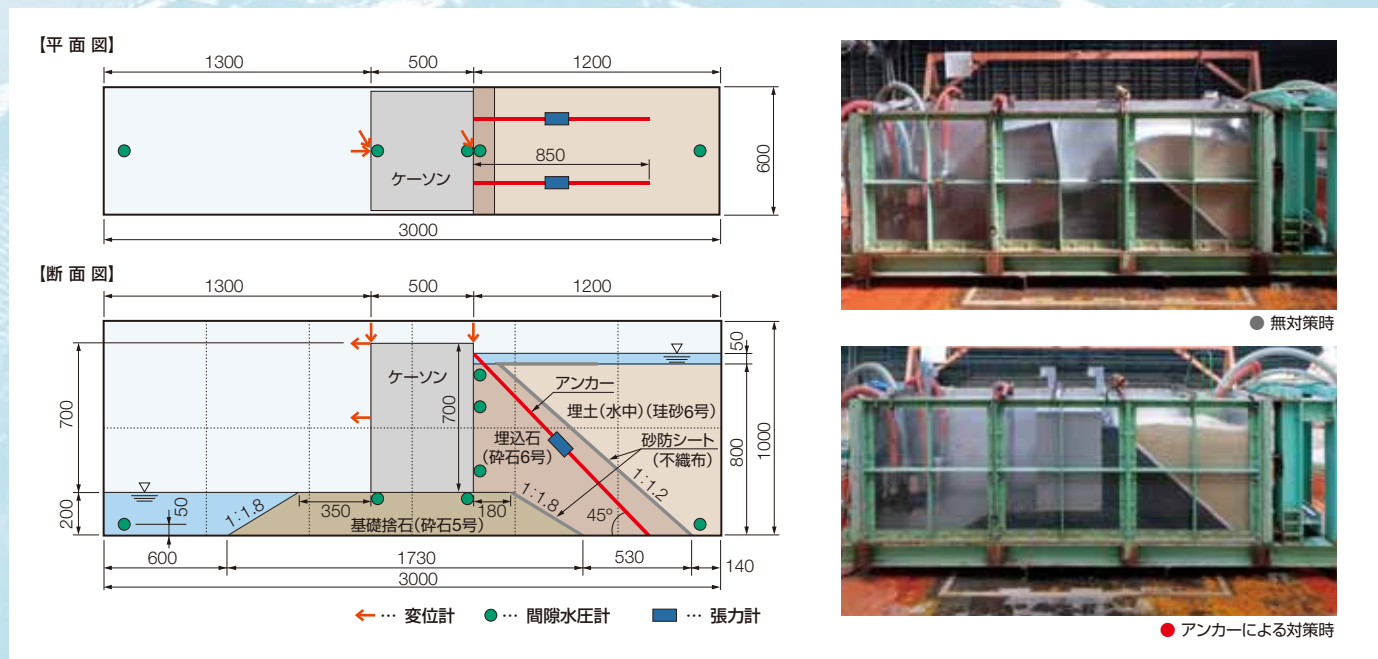 【平 面 図】
1300
500
1200
850
ケーソン
600
3000
【断 面 図】
1300
500
1200
50
ケーソン
アンカー
埋土(水中)(珪砂6号)
700
700
埋込石
(砕石6号)
砂防シート
(不織布)
800
1000
1:1.2
1:1.8
1:1.8
200
50
350
180
45°
基礎捨石(砕石5号)
600
1730
530
140
3000
… 変位計
… 間隙水圧計
… 張力計
無対策時
アンカーによる対策時